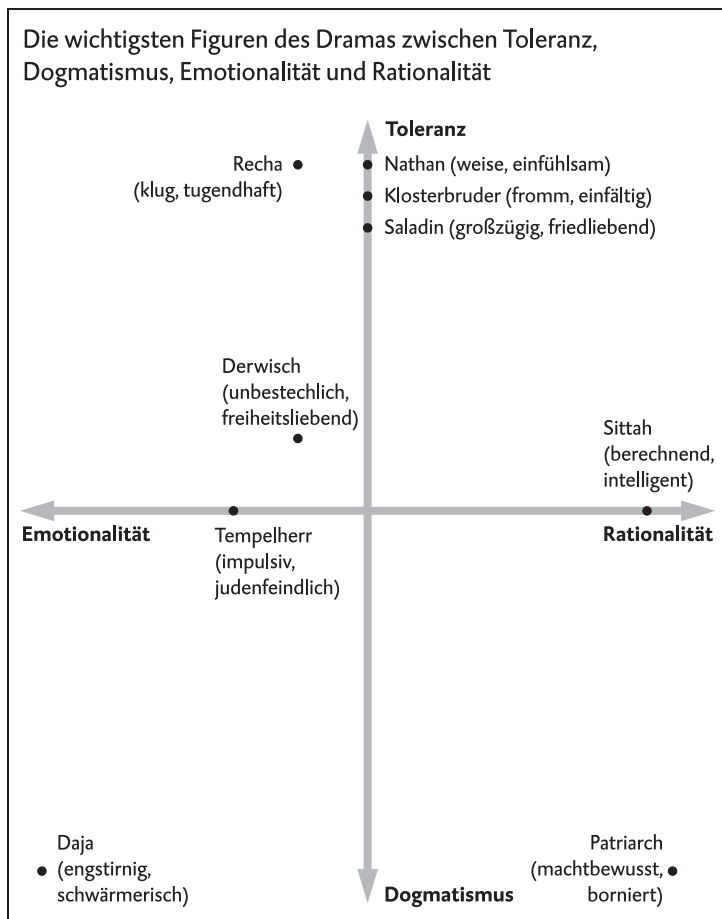 Die wichtigsten Figuren des Dramas zwischen Toleranz,
Dogmatismus, Emotionalität und Rationalität
Toleranz
Recha
(klug, tugendhaft)
Nathan (weise, einfühlsam)
Klosterbruder (fromm, einfältig)
Saladin (großzügig, friedliebend)
Derwisch
(unbestechlich,
freiheitsliebend)
Sittah
(berechnend,
intelligent)
Emotionalität
Rationalität
Tempelherr
(impulsiv,
judenfeindlich)
Daja
(engstirnig,
schwärmerisch)
Patriarch
(machtbewusst,
borniert)
Dogmatismus